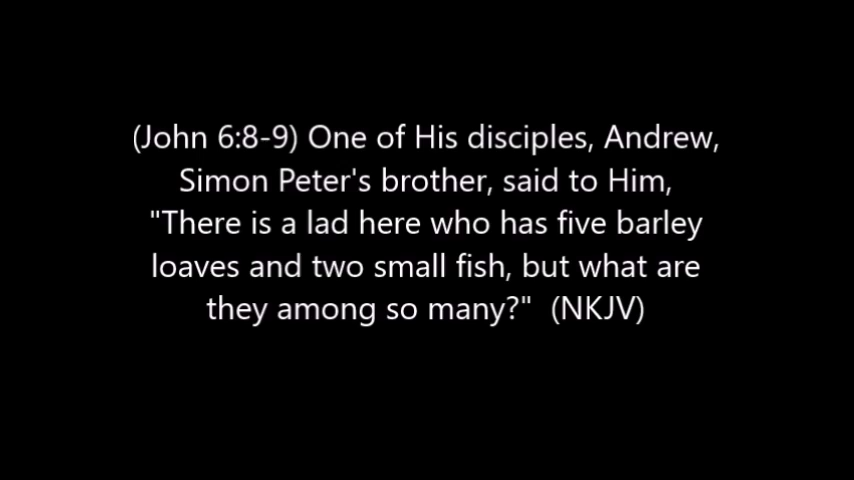 (John 6:8-9) One of His disciples, Andrew,
Simon Peter's brother, said to Him,
"There is a lad here who has five barley
loaves and two small fish, but what are
they among so many?"  (NKJV)